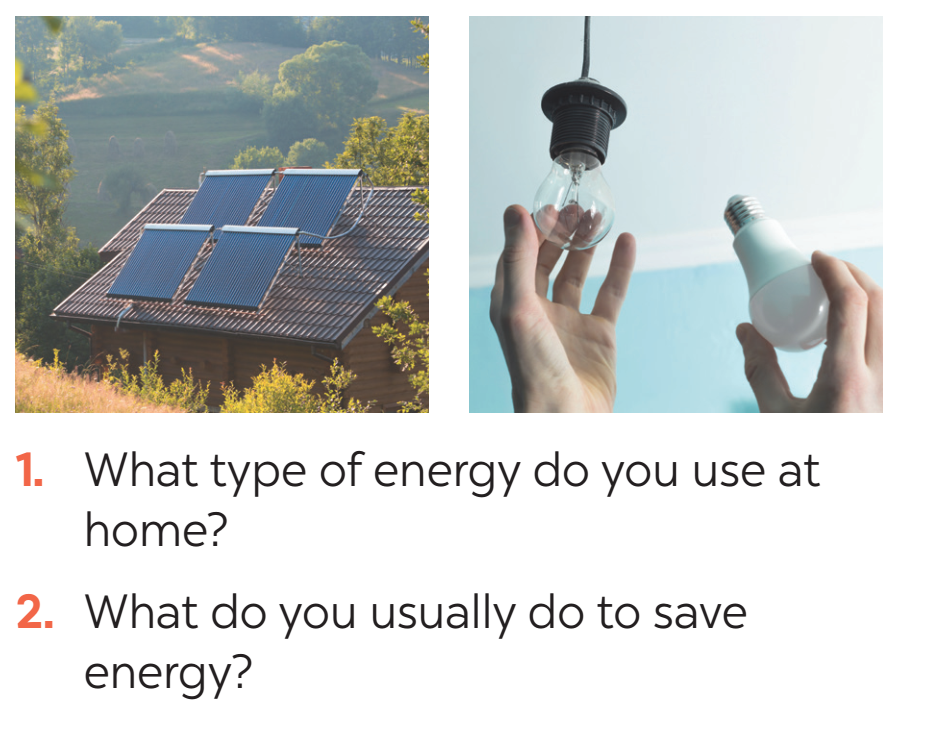 1. What type of energy do you use at
home?
2. What do you usually do to save
energy?